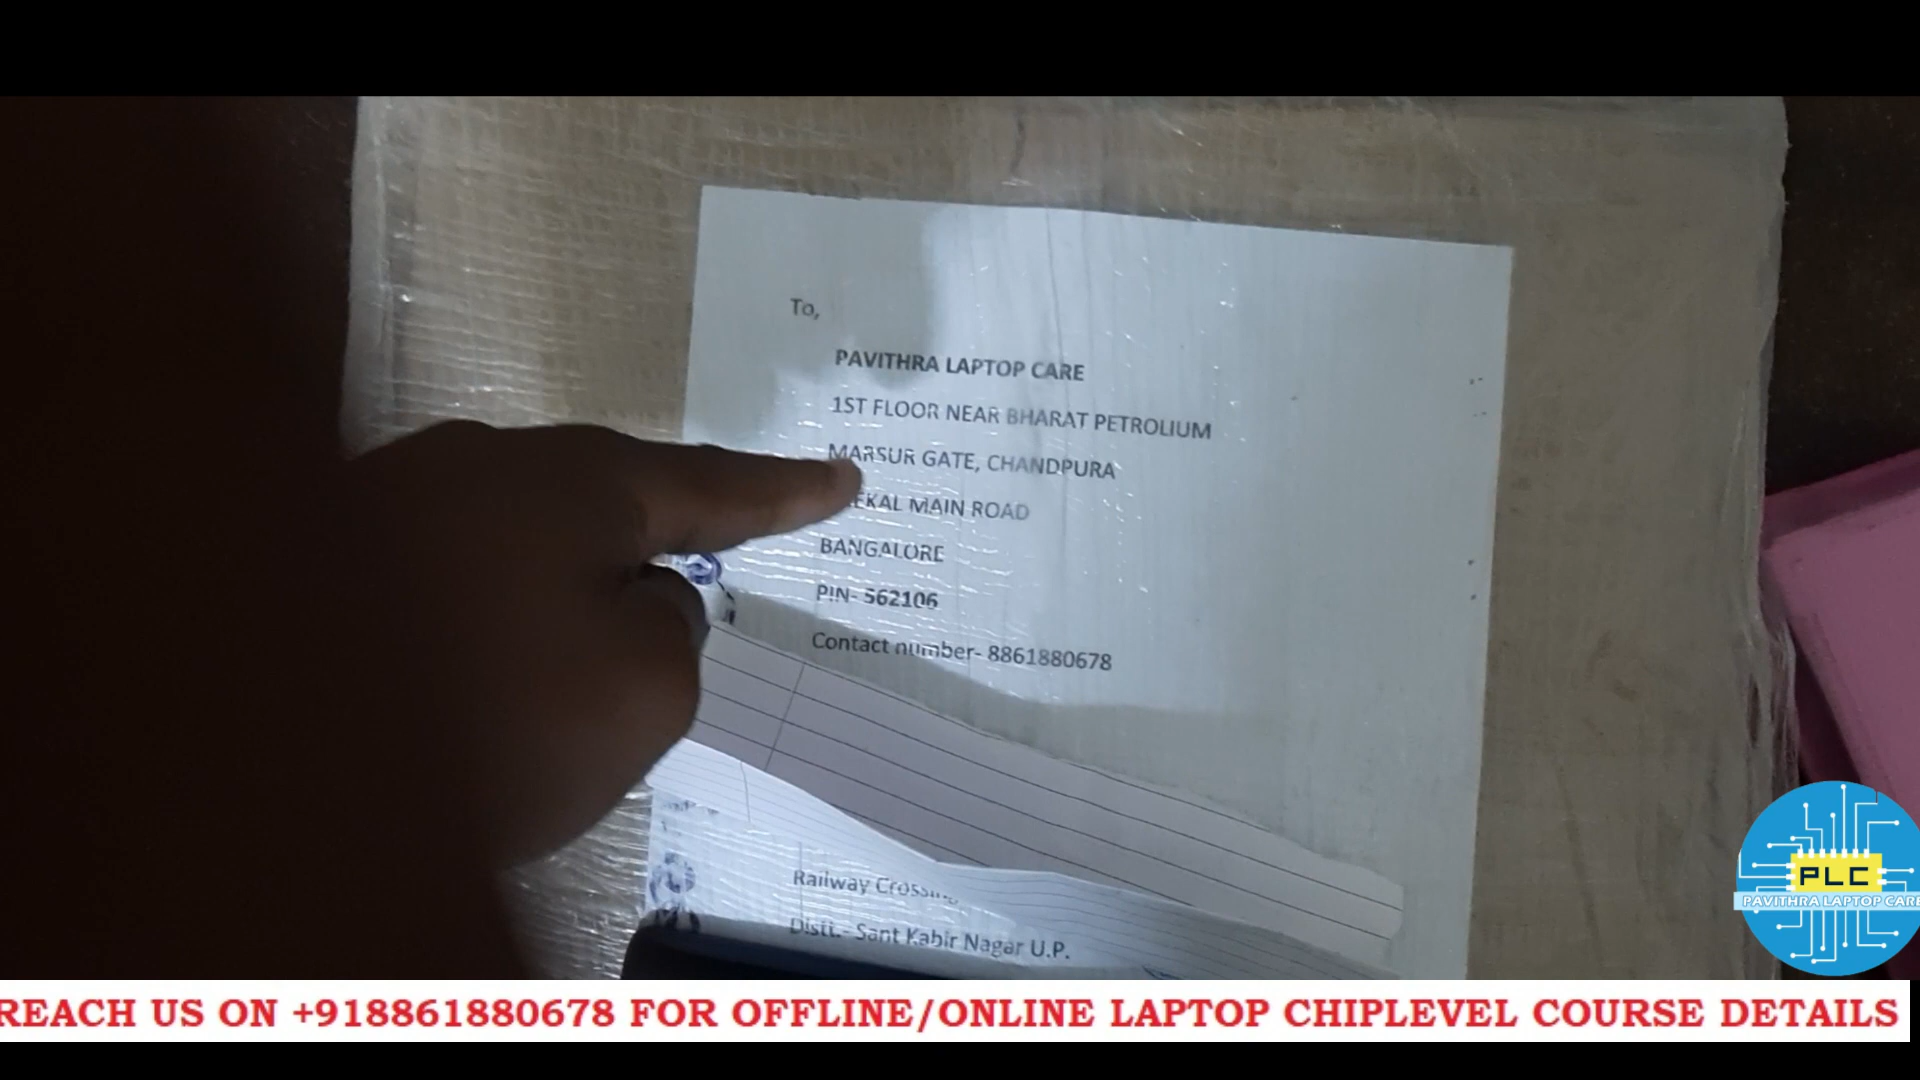 To,
PAVITHRA LAPTOP CARE
1ST FLOOR NEAR BHARAT PETROLIUM
MARSUR GATE, CHANDPURA
EKAL MAIN ROAD
BANGALORE
PIN- 562106
Contact number- 8861880678
Railway
Distt.- Sant Kabir Nagar U.P.
PLC
PAVITHRA LAPTOP CARE
REACH US ON +918861880678 FOR OFFLINE/ONLINE LAPTOP CHIPLEVEL COURSE DETAILS